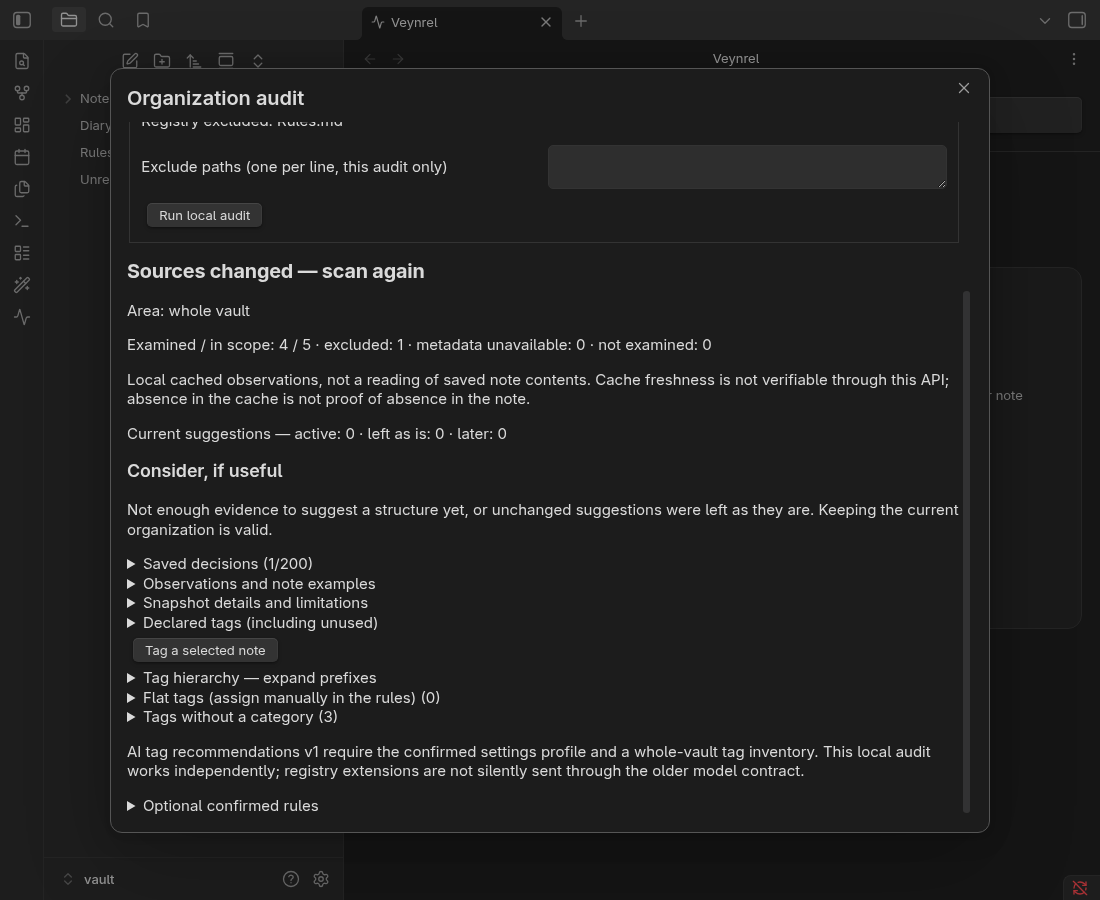 Veynrel
Veynrel
Note
Diary
Rules
Unre
Organization audit
Registry excluded: Rules.md
Exclude paths (one per line, this audit only)
Run local audit
Sources changed — scan again
Area: whole vault
Examined / in scope: 4 / 5 · excluded: 1 · metadata unavailable: 0 · not examined: 0
Local cached observations, not a reading of saved note contents. Cache freshness is not verifiable through this API;
absence in the cache is not proof of absence in the note.
Current suggestions — active: 0 · left as is: 0 · later: 0
Consider, if useful
Not enough evidence to suggest a structure yet, or unchanged suggestions were left as they are. Keeping the current
organization is valid.
Saved decisions (1/200)
Observations and note examples
Snapshot details and limitations
Declared tags (including unused)
Tag a selected note
Tag hierarchy — expand prefixes
Flat tags (assign manually in the rules) (0)
Tags without a category (3)
AI tag recommendations v1 require the confirmed settings profile and a whole-vault tag inventory. This local audit
works independently; registry extensions are not silently sent through the older model contract.
Optional confirmed rules
note
vault